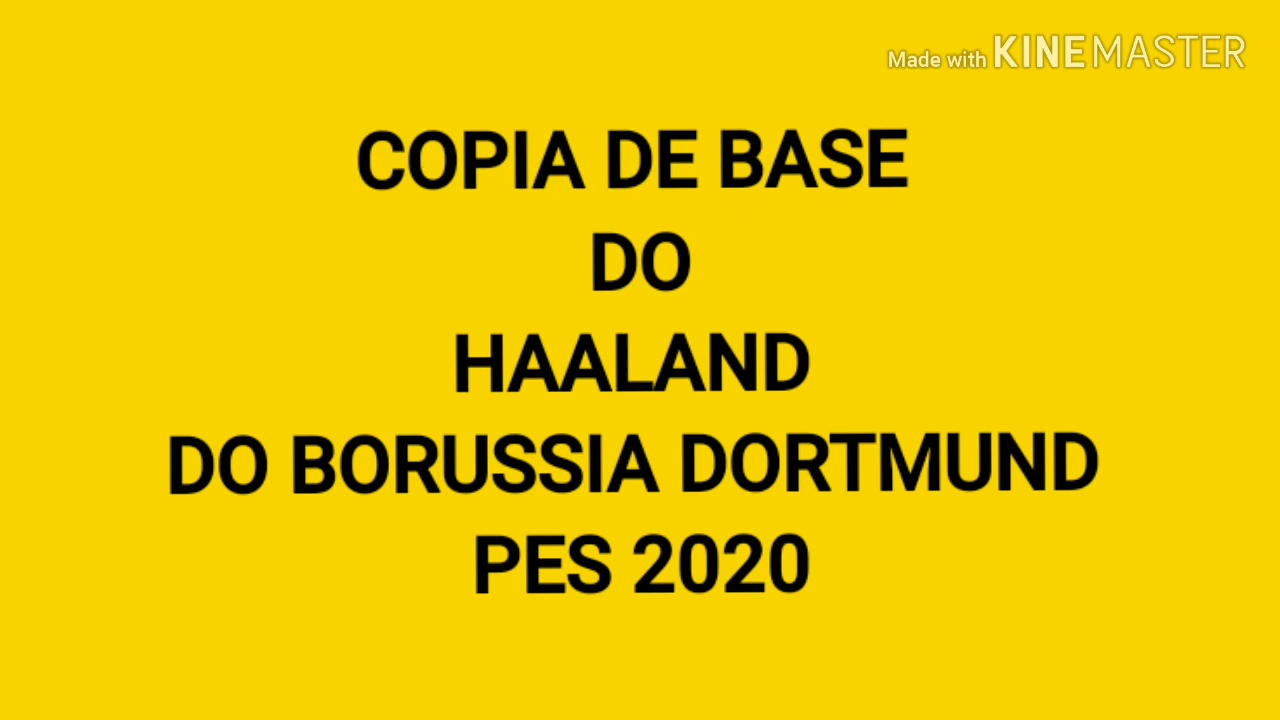 Made with KINEMASTER
COPIA DE BASE
DO
HAALAND
DO BORUSSIA DORTMUND
PES 2020